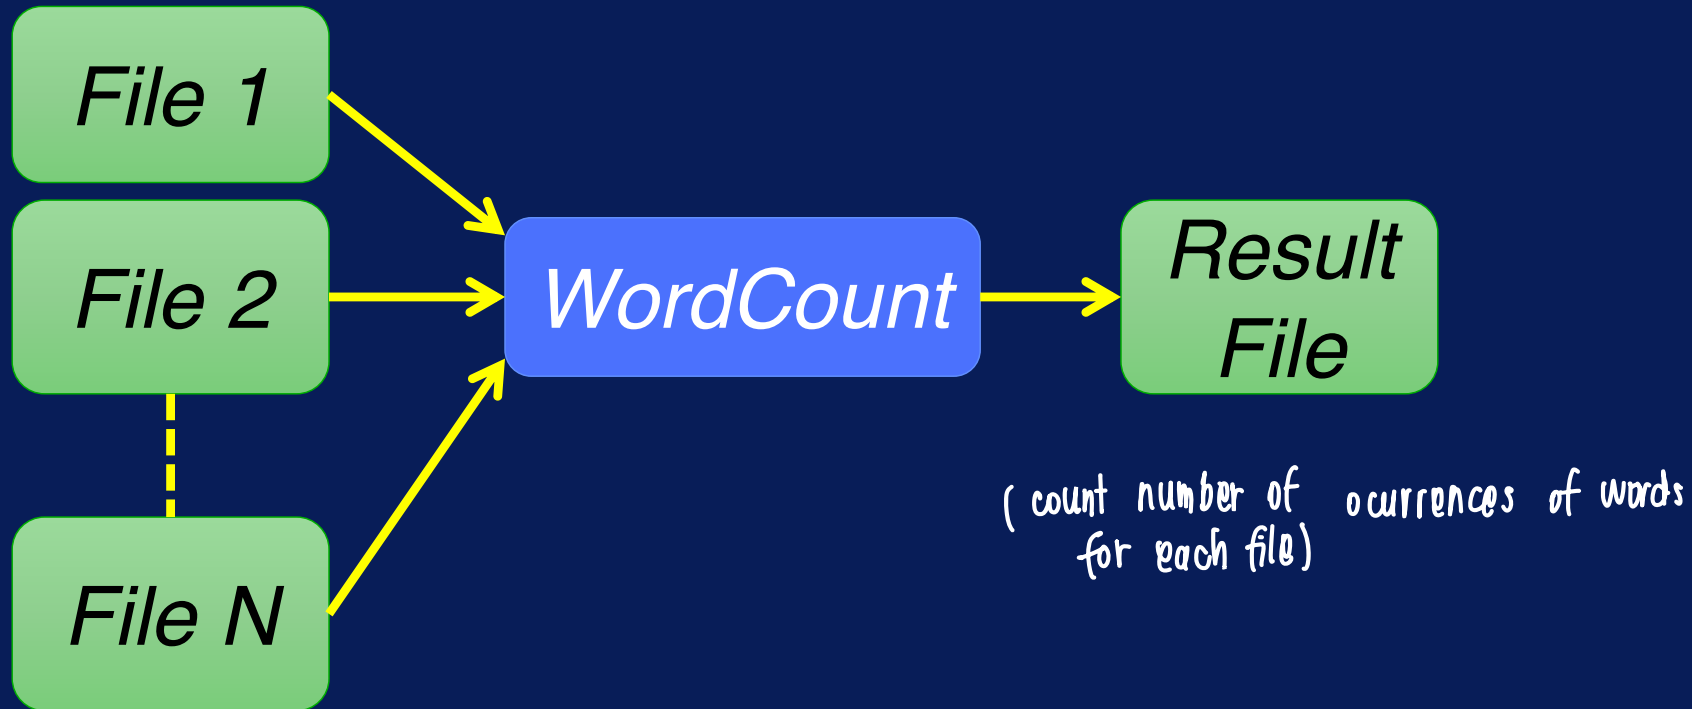 File 1
File 2
File N
WordCount
Result
File
( count number of ocurrences of words
for each file)